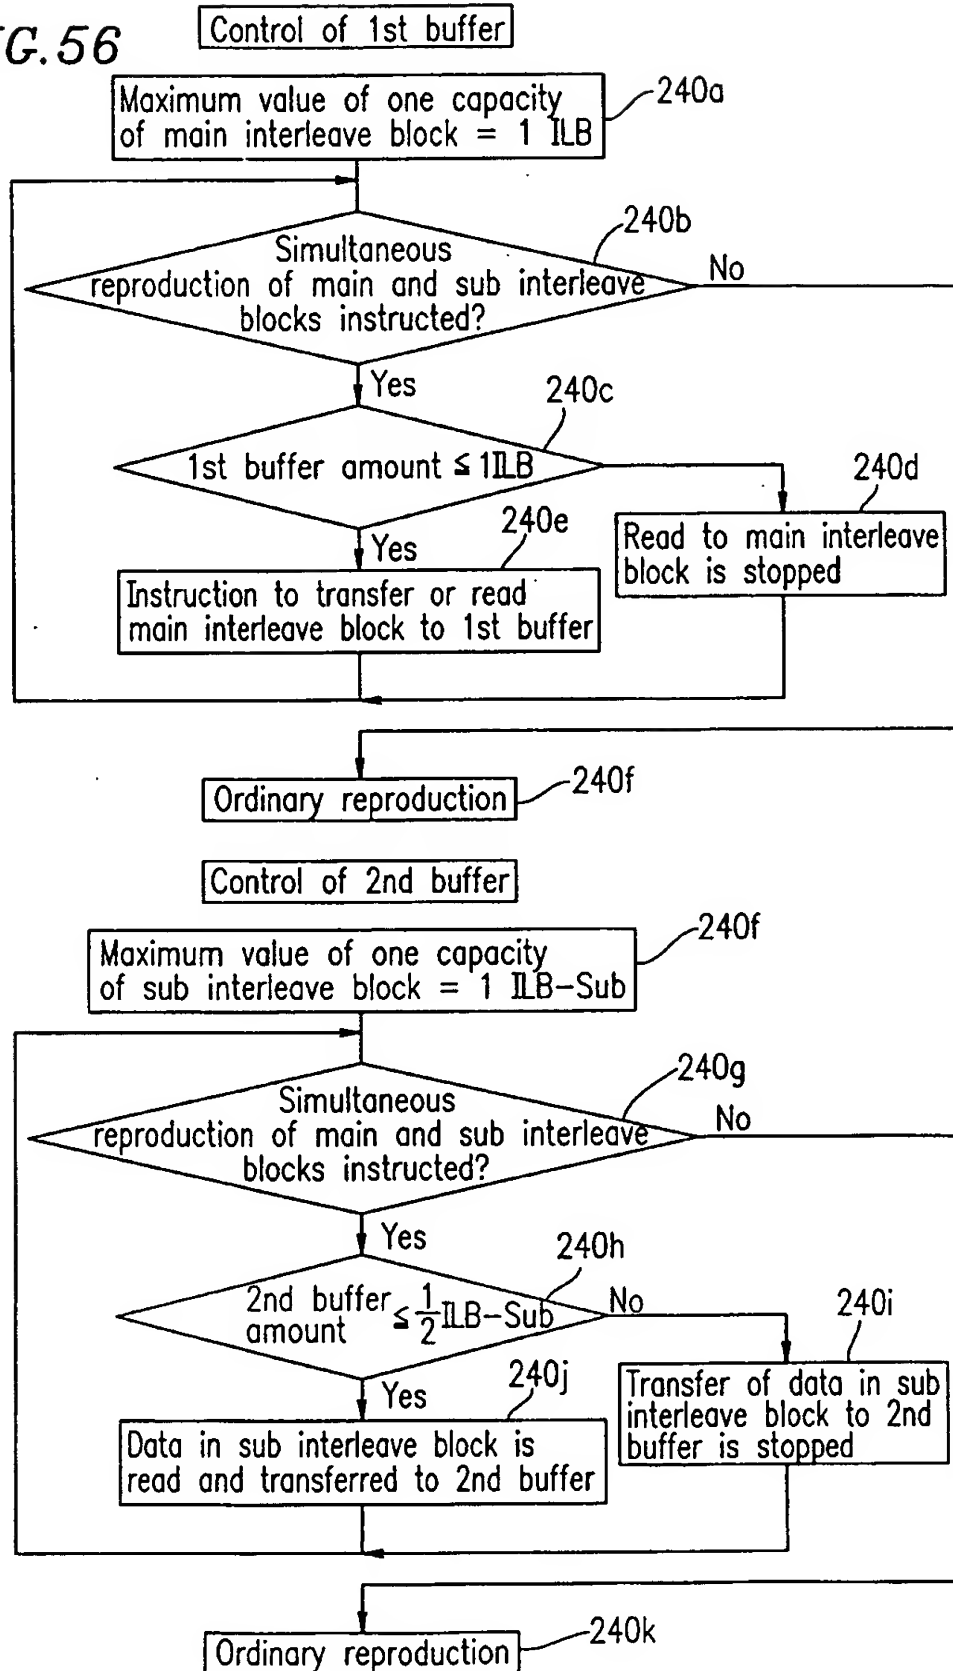 G.56
Control of 1st buffer
240a
Maximum value of one capacity
of main interleave block = 1 ILB
240b
Simultaneous
reproduction of main and sub interleave
blocks instructed?
No
Yes
240c
1st buffer amount ≦ 1ILB
240d
Read to main interleave
block is stopped
240e
Yes
Instruction to transfer or read
main interleave block to 1st buffer
Ordinary reproduction
240f
Control of 2nd buffer
240f
Maximum value of one capacity
of sub interleave block = 1 ILB-Sub
240g
Simultaneous
reproduction of main and sub interleave
blocks instructed?
No
Yes
240h
2nd buffer
amount ≦ 1/2 ILB-Sub
No
240i
Transfer of data in sub
interleave block to 2nd
buffer is stopped
240j
Yes
Data in sub interleave block is
read and transferred to 2nd buffer
Ordinary reproduction
240k